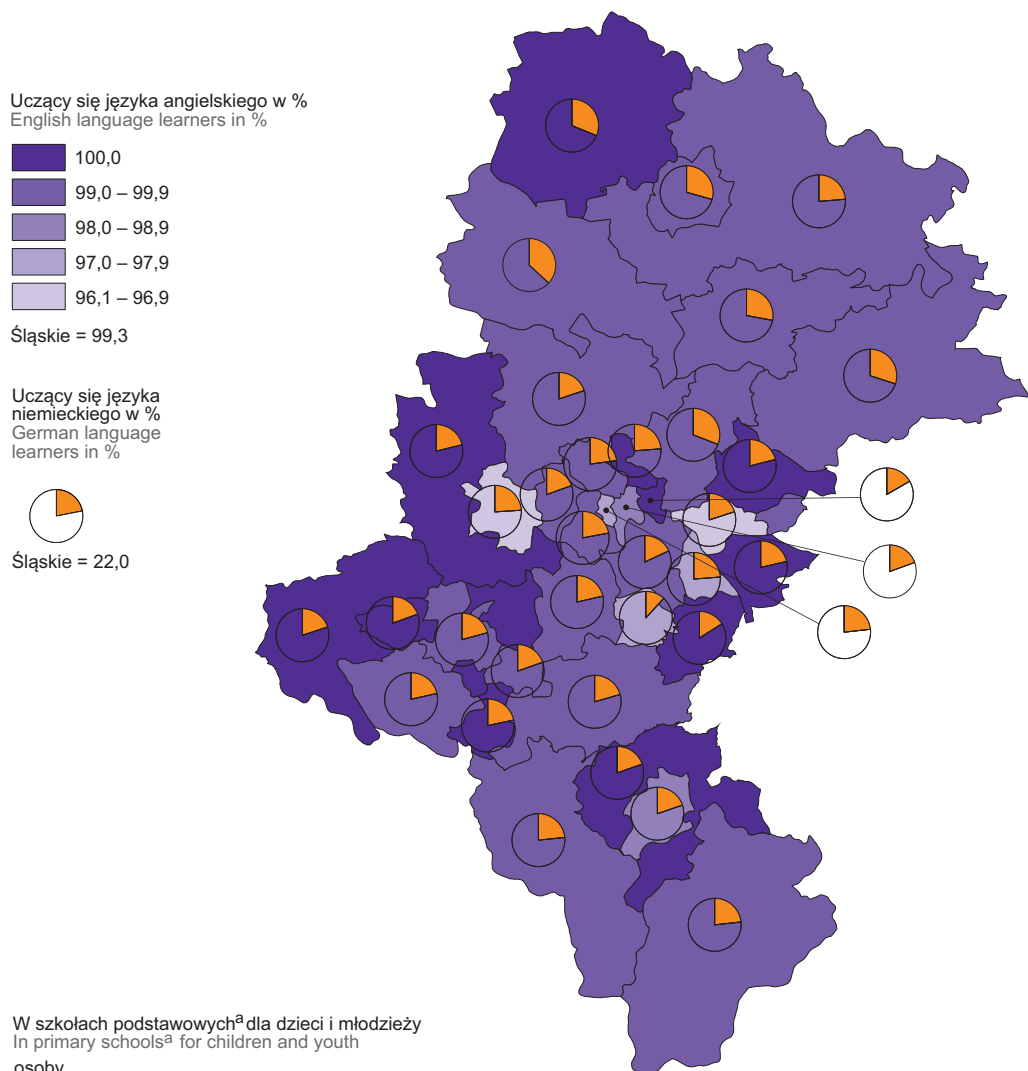 Uczący się języka angielskiego w %
English language learners in %
100,0
99,0 – 99,9
98,0 – 98,9
97,0 – 97,9
96,1 – 96,9
Śląskie = 99,3
Uczący się języka
niemieckiego w %
German language
learners in %
Śląskie = 22,0
W szkołach podstawowychª dla dzieci i młodzieży
In primary schoolsª for children and youth
osoby